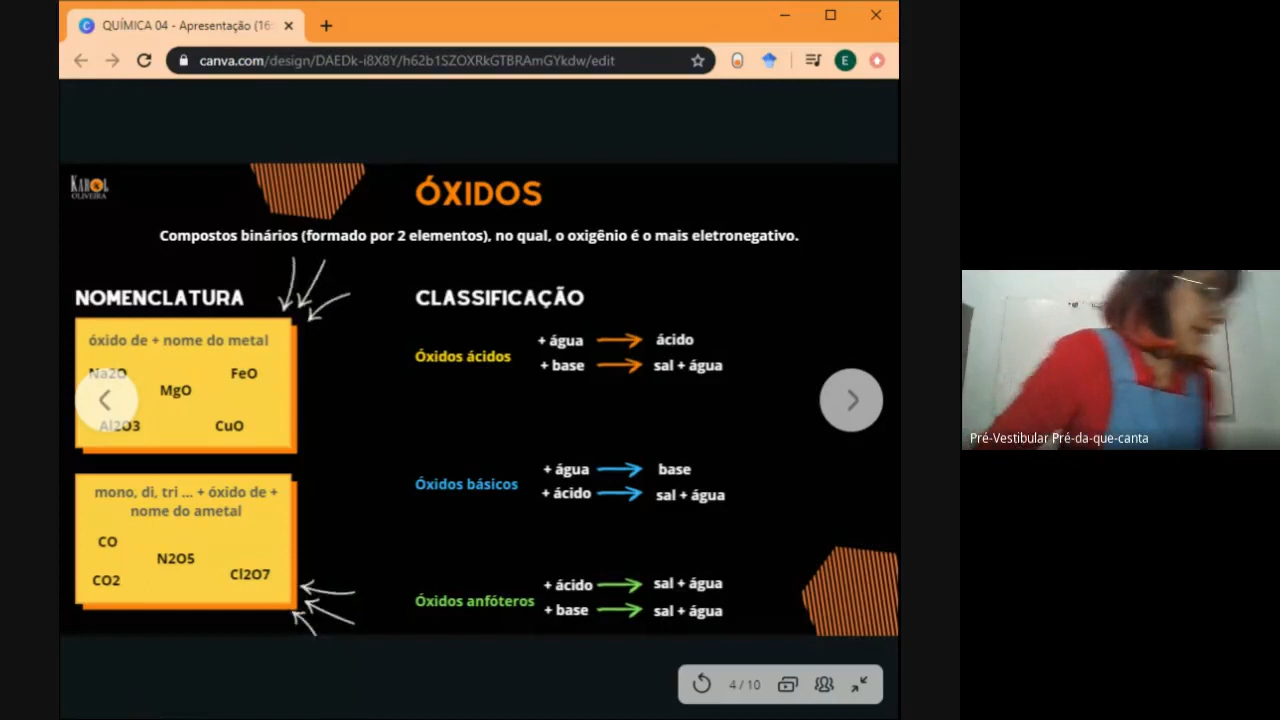 QUÍMICA 04 - Apresentação (16:
canva.com/design/DAEDk-i8X8Y/h62b1SZOXRkGTBRAmGYkdw/edit
E
KAROL
OLIVEIRA
ÓXIDOS
Compostos binários (formado por 2 elementos), no qual, o oxigênio é o mais eletronegativo.
NOMENCLATURA
óxido de + nome do metal
Na2O
FeO
MgO
Al2O3
CuO
mono, di, tri ... + óxido de +
nome do ametal
CO
N2O5
CO2
Cl2O7
CLASSIFICAÇÃO
Óxidos ácidos
+ água
ácido
+ base
sal + água
Óxidos básicos
+ água
base
+ ácido
sal + água
Óxidos anfóteros
+ ácido
sal + água
+ base
sal + água
4 / 10
Pré-Vestibular Pré-da-que-canta